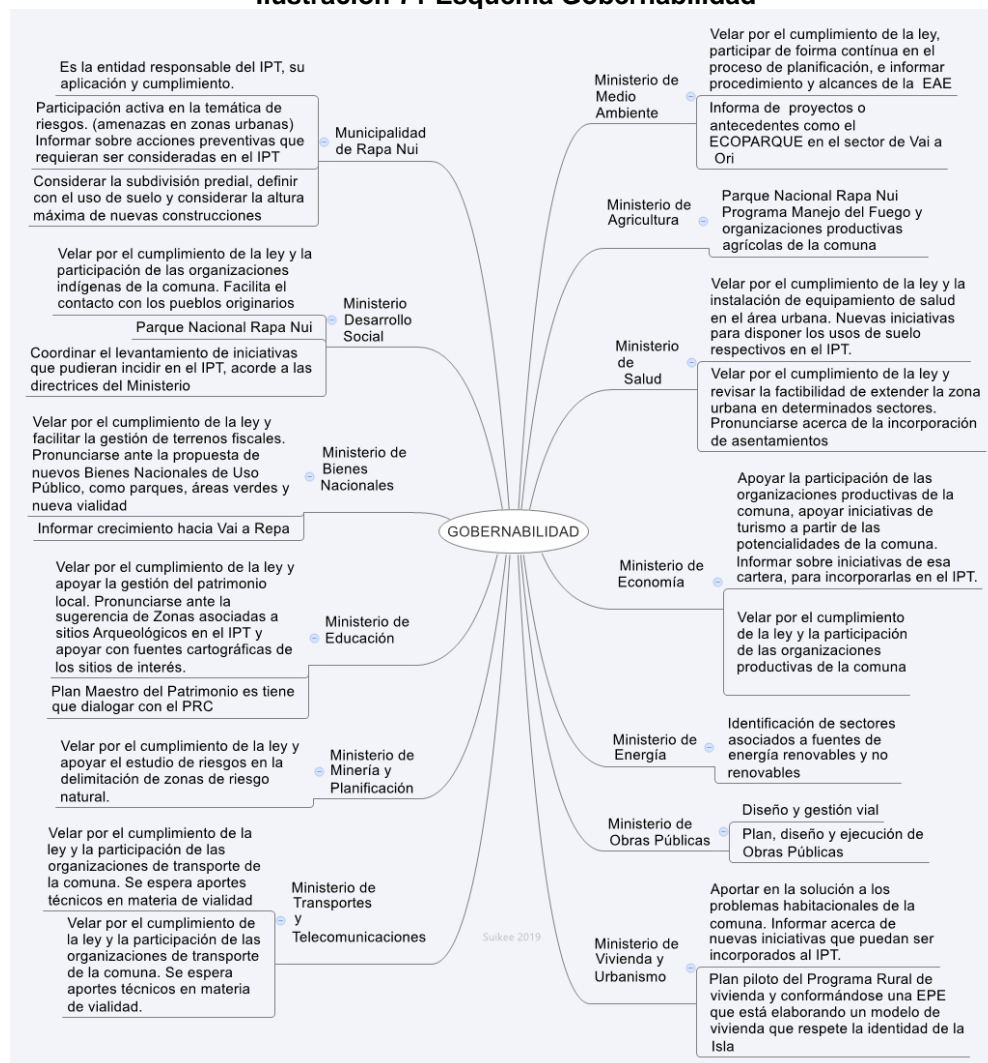 Ilustración 71 Esquema Gobernabilidad
Es la entidad responsable del IPT, su
aplicación y cumplimiento.
Participación activa en la temática de
riesgos. (amenazas en zonas urbanas)
Informar sobre acciones preventivas que
requieran ser consideradas en el IPT
Considerar la subdivisión predial, definir
con el uso de suelo y considerar la altura
máxima de nuevas construcciones
Municipalidad
de Rapa Nui
Velar por el cumplimiento de la ley y la
participación de las organizaciones
indígenas de la comuna. Facilita el
contacto con los pueblos originarios
Parque Nacional Rapa Nui
Coordinar el levantamiento de iniciativas
que pudieran incidir en el IPT, acorde a las
directrices del Ministerio
Ministerio
Desarrollo
Social
Velar por el cumplimiento de la ley y
facilitar la gestión de terrenos fiscales.
Pronunciarse ante la propuesta de
nuevos Bienes Nacionales de Uso
Público, como parques, áreas verdes y
nueva vialidad
Informar crecimiento hacia Vai a Repa
Ministerio de
Bienes
Nacionales
Velar por el cumplimiento de la ley y
apoyar la gestión del patrimonio
local. Pronunciarse ante la
sugerencia de Zonas asociadas a
sitios Arqueológicos en el IPT y
apoyar con fuentes cartográficas de
los sitios de interés.
Plan Maestro del Patrimonio es tiene
que dialogar con el PRC
Ministerio de
Educación
Velar por el cumplimiento de la ley y
apoyar el estudio de riesgos en la
delimitación de zonas de riesgo
natural.
Ministerio de
Minería y
Planificación
Velar por el cumplimiento de la
ley y la participación de las
organizaciones de transporte de
la comuna. Se espera aportes
técnicos en materia de vialidad
Velar por el cumplimiento de
la ley y la participación de las
organizaciones de transporte
de la comuna. Se espera
aportes técnicos en materia
de vialidad.
Ministerio de
Transportes
y
Telecomunicaciones
GOBERNABILIDAD
Suikee 2019
Ministerio de
Medio
Ambiente
Velar por el cumplimiento de la ley,
participar de forma contínua en el
proceso de planificación, e informar
procedimiento y alcances de la EAE
Informa de proyectos o
antecedentes como el
ECOPARQUE en el sector de Vai a
Ori
Ministerio de
Agricultura
Parque Nacional Rapa Nui
Programa Manejo del Fuego y
organizaciones productivas
agrícolas de la comuna
Ministerio
de
Salud
Velar por el cumplimiento de la ley y la
instalación de equipamiento de salud
en el área urbana. Nuevas iniciativas
para disponer los usos de suelo
respectivos en el IPT.
Velar por el cumplimiento de la ley y
revisar la factibilidad de extender la zona
urbana en determinados sectores.
Pronunciarse acerca de la incorporación
de asentamientos
Ministerio de
Economía
Apoyar la participación de las
organizaciones productivas de la
comuna, apoyar iniciativas de
turismo a partir de las
potencialidades de la comuna.
Informar sobre iniciativas de esa
cartera, para incorporarlas en el IPT.
Velar por el cumplimiento
de la ley y la participación
de las organizaciones
productivas de la comuna
Ministerio de
Energía
Identificación de sectores
asociados a fuentes de
energía renovables y no
renovables
Ministerio de
Obras Públicas
Diseño y gestión vial
Plan, diseño y ejecución de
Obras Públicas
Ministerio de
Vivienda y
Urbanismo
Aportar en la solución a los
problemas habitacionales de la
comuna. Informar acerca de
nuevas iniciativas que puedan ser
incorporados al IPT.
Plan piloto del Programa Rural de
vivienda y conformándose una EPE
que está elaborando un modelo de
vivienda que respete la identidad de la
Isla